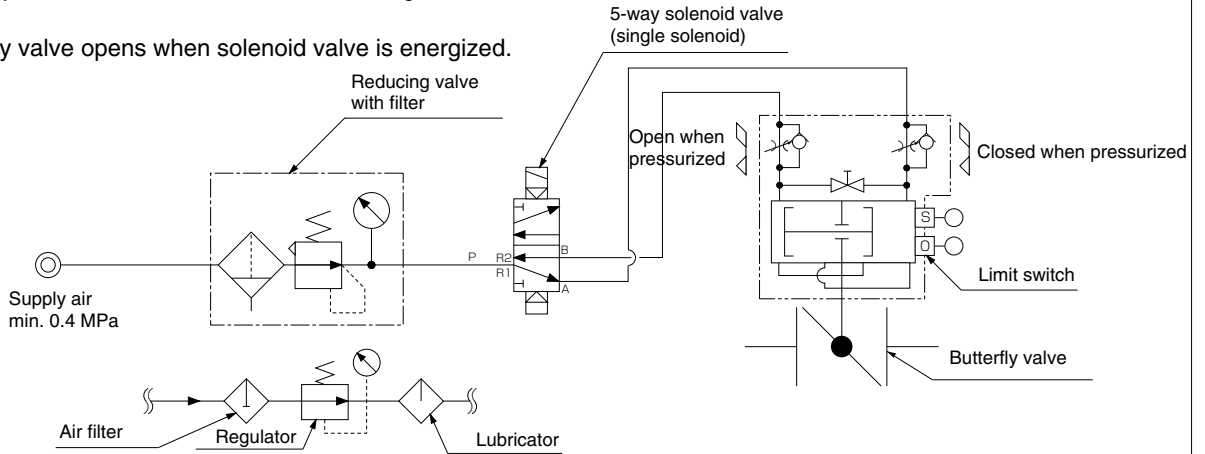 5-way solenoid valve
(single solenoid)
y valve opens when solenoid valve is energized.
Reducing valve
with filter
Open when
pressurized
Closed when pressurized
P
R2
R1
B
A
S
O
Limit switch
Supply air
min. 0.4 MPa
Butterfly valve
Air filter
Regulator
Lubricator